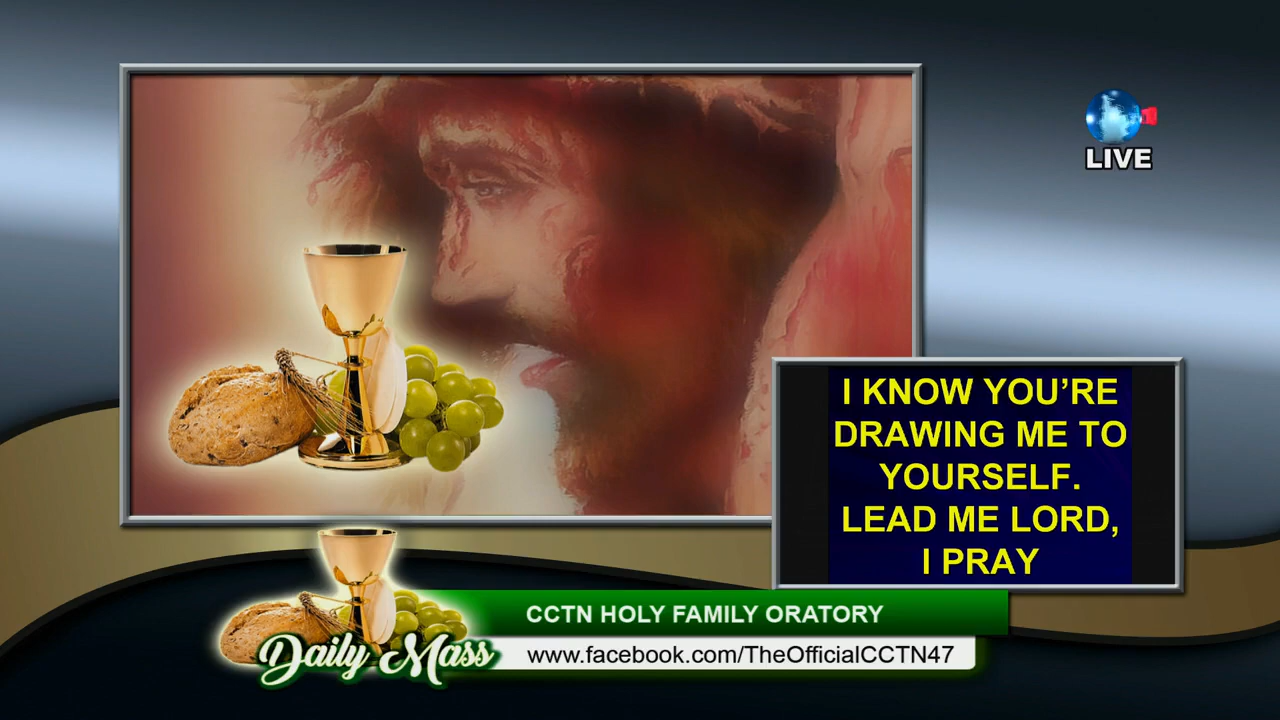 LIVE
I KNOW YOU’RE
DRAWING ME TO
YOURSELF.
LEAD ME LORD,
I PRAY
CCTN HOLY FAMILY ORATORY
Daily Mass
www.facebook.com/TheOfficialCCTN47